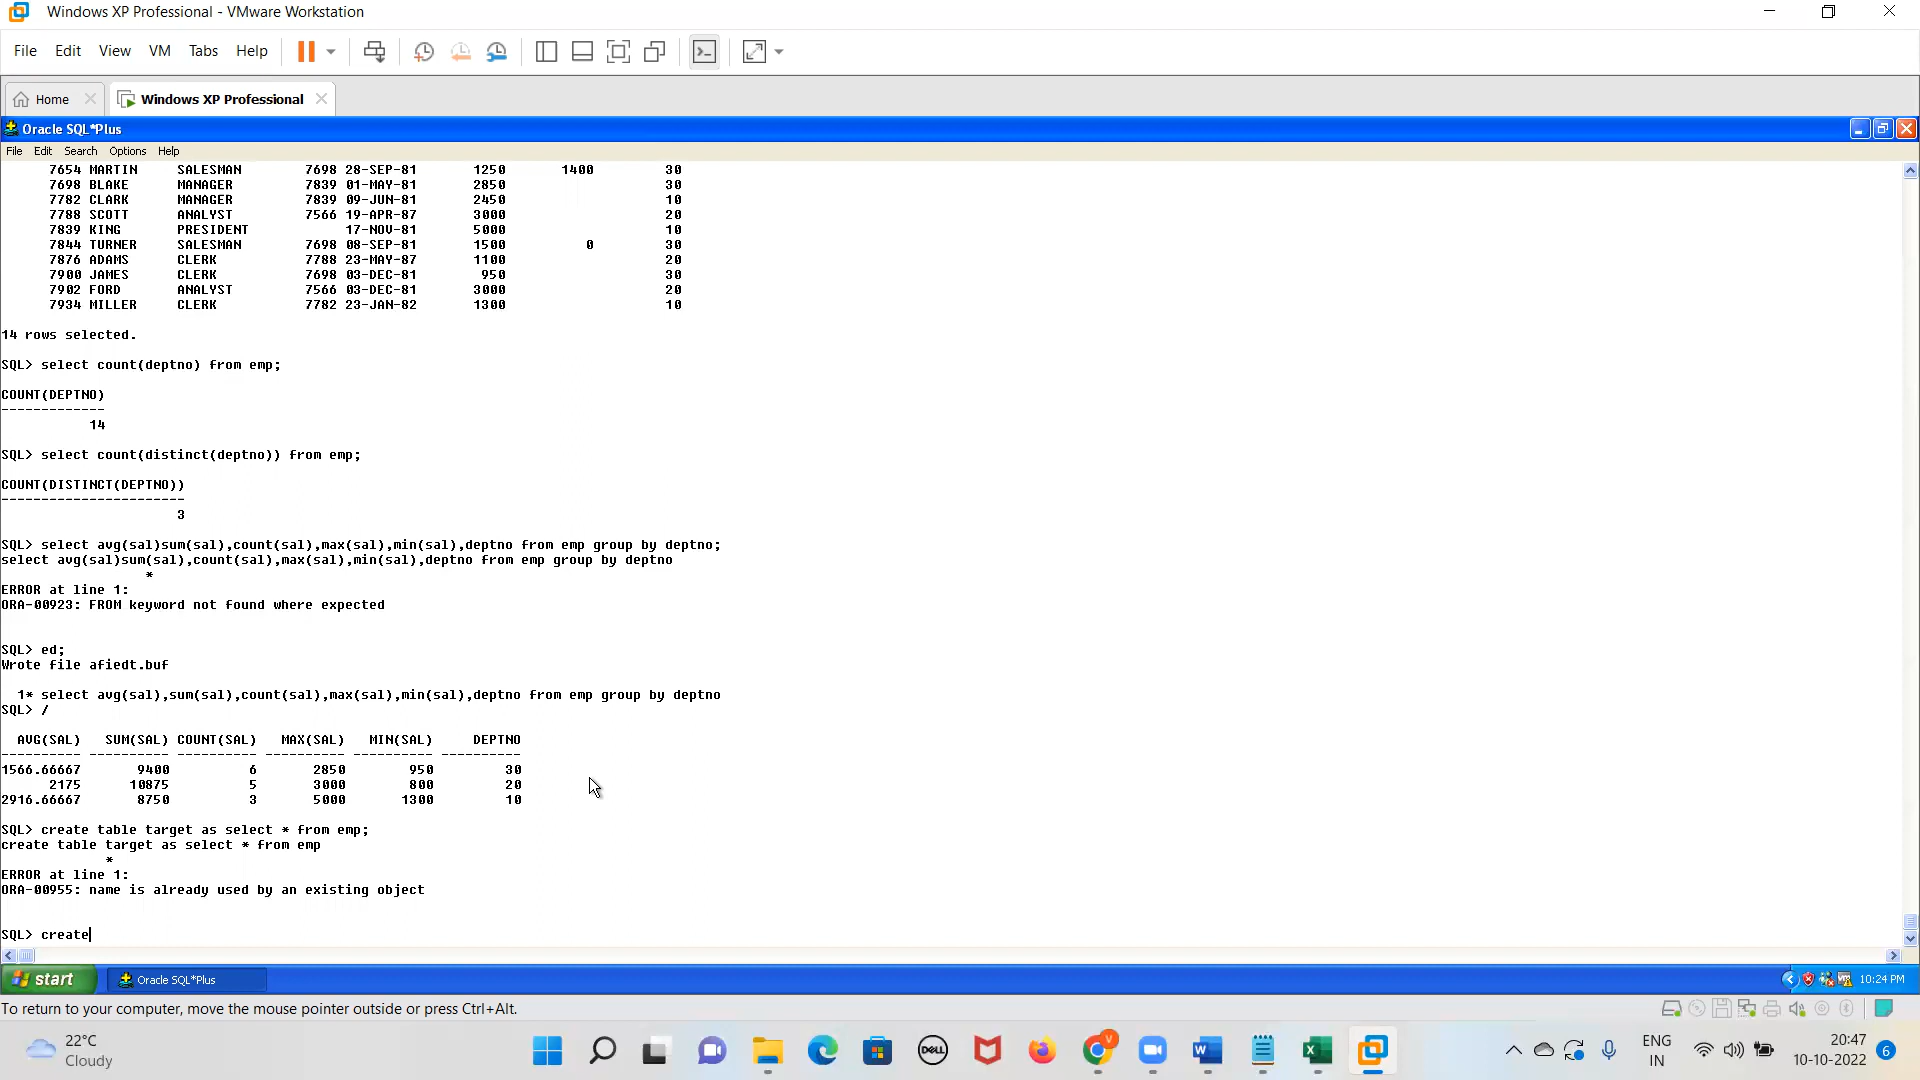 Windows XP Professional - VMware Workstation
File Edit View VM Tabs Help
Home Windows XP Professional
Oracle SQL*Plus
File Edit Search Options Help
7654 MARTIN SALESMAN 7698 28-SEP-81 1250 1400 30
7698 BLAKE MANAGER 7839 01-MAY-81 2850 30
7782 CLARK MANAGER 7839 09-JUN-81 2450 10
7788 SCOTT ANALYST 7566 19-APR-87 3000 20
7839 KING PRESIDENT 17-NOV-81 5000 10
7844 TURNER SALESMAN 7698 08-SEP-81 1500 0 30
7876 ADAMS CLERK 7788 23-MAY-87 1100 20
7900 JAMES CLERK 7698 03-DEC-81 950 30
7902 FORD ANALYST 7566 03-DEC-81 3000 20
7934 MILLER CLERK 7782 23-JAN-82 1300 10
14 rows selected.
SQL> select count(deptno) from emp;
COUNT(DEPTNO)
-------------
14
SQL> select count(distinct(deptno)) from emp;
COUNT(DISTINCT(DEPTNO))
-----------------------
3
SQL> select avg(sal)sum(sal),count(sal),max(sal),min(sal),deptno from emp group by deptno;
select avg(sal)sum(sal),count(sal),max(sal),min(sal),deptno from emp group by deptno
*
ERROR at line 1:
ORA-00923: FROM keyword not found where expected
SQL> ed;
Wrote file afiedt.buf
1* select avg(sal),sum(sal),count(sal),max(sal),min(sal),deptno from emp group by deptno
SQL> /
AVG(SAL) SUM(SAL) COUNT(SAL) MAX(SAL) MIN(SAL) DEPTNO
---------- ---------- ---------- ---------- ---------- ----------
1566.66667 9400 6 2850 950 30
2175 10875 5 3000 800 20
2916.66667 8750 3 5000 1300 10
SQL> create table target as select * from emp;
create table target as select * from emp
*
ERROR at line 1:
ORA-00955: name is already used by an existing object
SQL> create
start Oracle SQL*Plus 10:24 PM
To return to your computer, move the mouse pointer outside or press Ctrl+Alt.
22°C
Cloudy
DELL
V
W
X
ENG
IN
20:47
10-10-2022
6